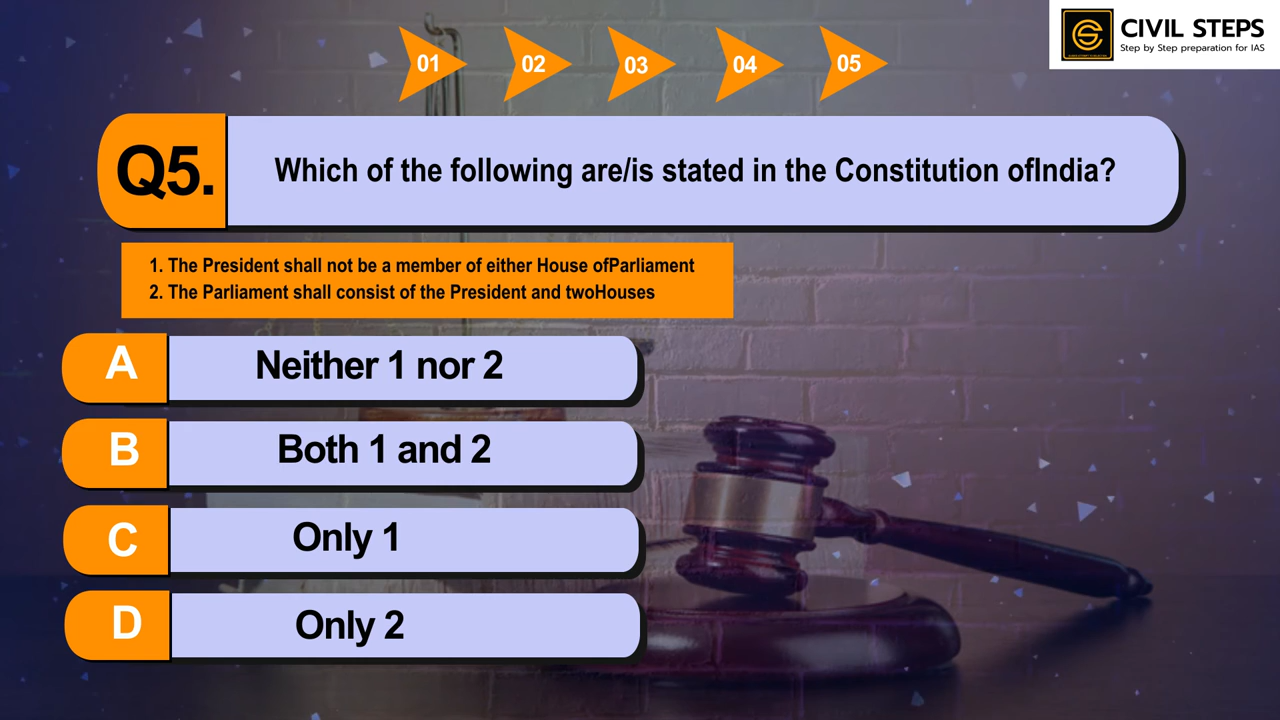 01 02 03 04 05
CIVIL STEPS
Step by Step preparation for IAS
Q5.
Which of the following are/is stated in the Constitution ofIndia?
1. The President shall not be a member of either House ofParliament
2. The Parliament shall consist of the President and twoHouses
A Neither 1 nor 2
B Both 1 and 2
C Only 1
D Only 2